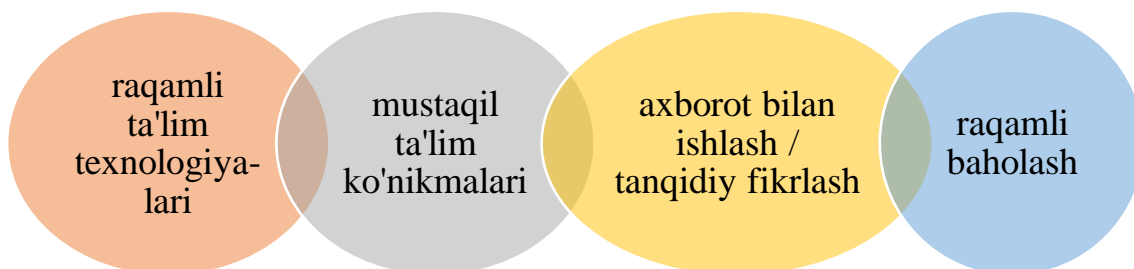 raqamli
ta'lim
texnologiya-
lari
mustaqil
ta'lim
ko'nikmalari
axborot bilan
ishlash /
tanqidiy fikrlash
raqamli
baholash